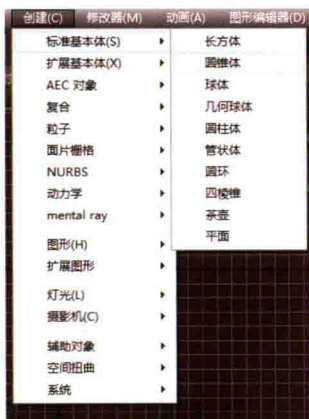 创建(C) 修改器(M) 动画(A) 图形编辑器(D)
标准基本体(S)
扩展基本体(X)
AEC 对象
复合
粒子
面片栅格
NURBS
动力学
mental ray
图形(H)
扩展图形
灯光(L)
摄影机(C)
辅助对象
空间扭曲
系统
长方体
圆锥体
球体
几何球体
圆柱体
管状体
圆环
四棱锥
茶壶
平面